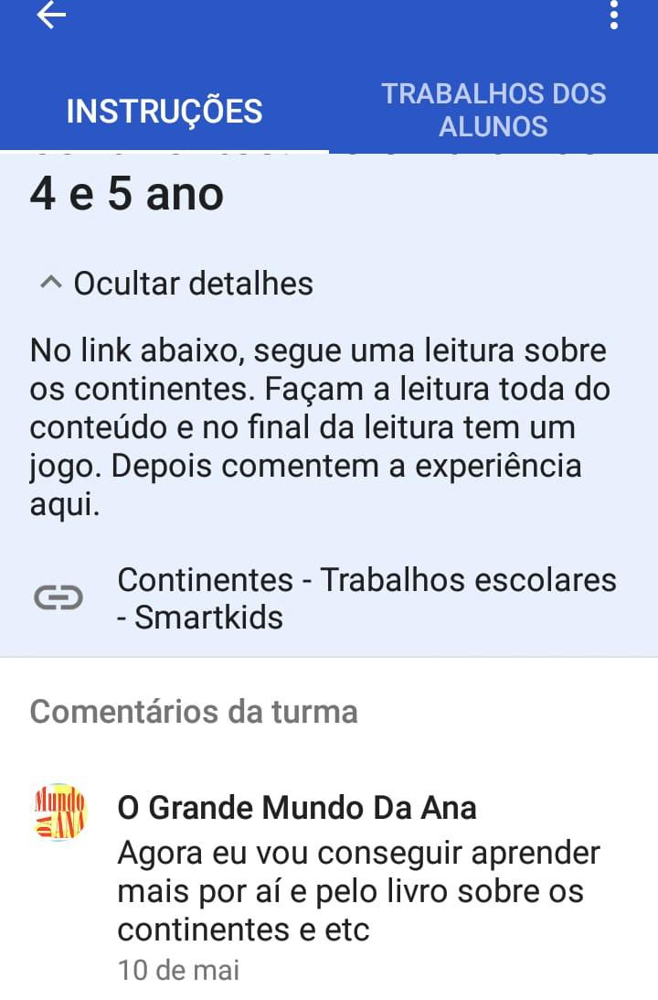 INSTRUÇÕES
TRABALHOS DOS
ALUNOS
4 e 5 ano
Ocultar detalhes
No link abaixo, segue uma leitura sobre
os continentes. Façam a leitura toda do
conteúdo e no final da leitura tem um
jogo. Depois comentem a experiência
aqui.
Continentes - Trabalhos escolares
- Smartkids
Comentários da turma
Mundo
DA ANA
O Grande Mundo Da Ana
Agora eu vou conseguir aprender
mais por aí e pelo livro sobre os
continentes e etc
10 de mai